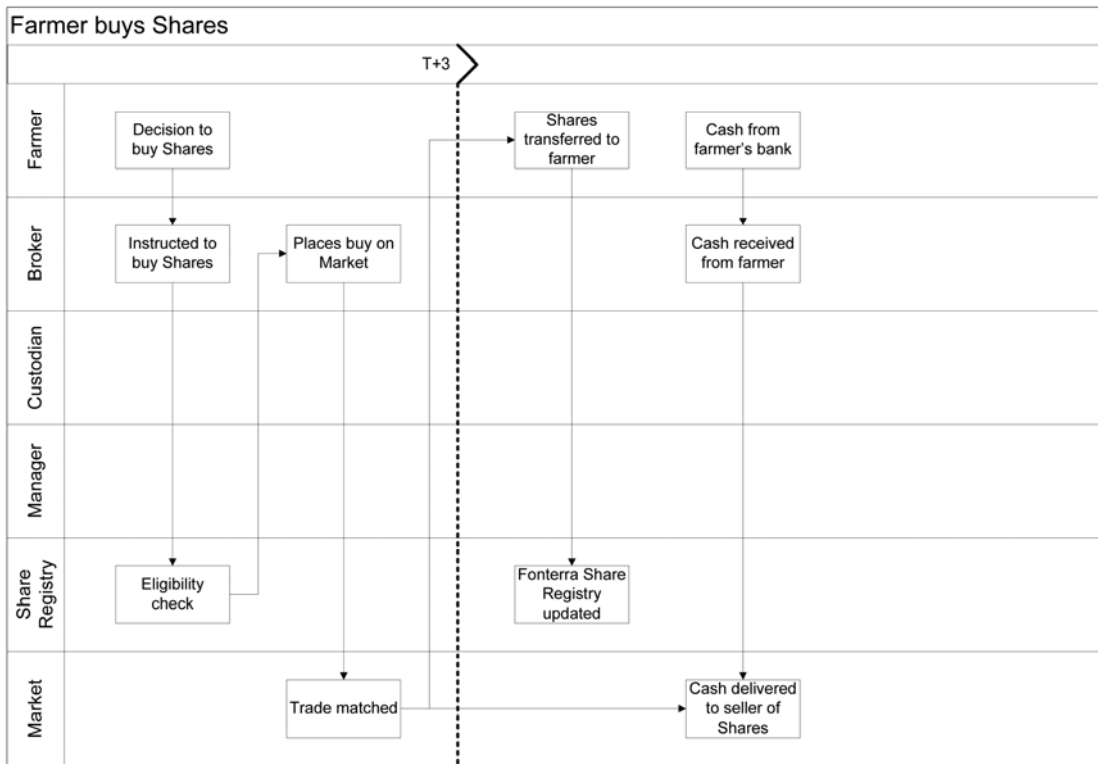 Farmer buys Shares
T+3
Farmer
Decision to
buy Shares
Shares
transferred to
farmer
Cash from
farmer's bank
Broker
Instructed to
buy Shares
Places buy on
Market
Cash received
from farmer
Custodian
Manager
Share
Registry
Eligibility
check
Fonterra Share
Registry
updated
Market
Trade matched
Cash delivered
to seller of
Shares